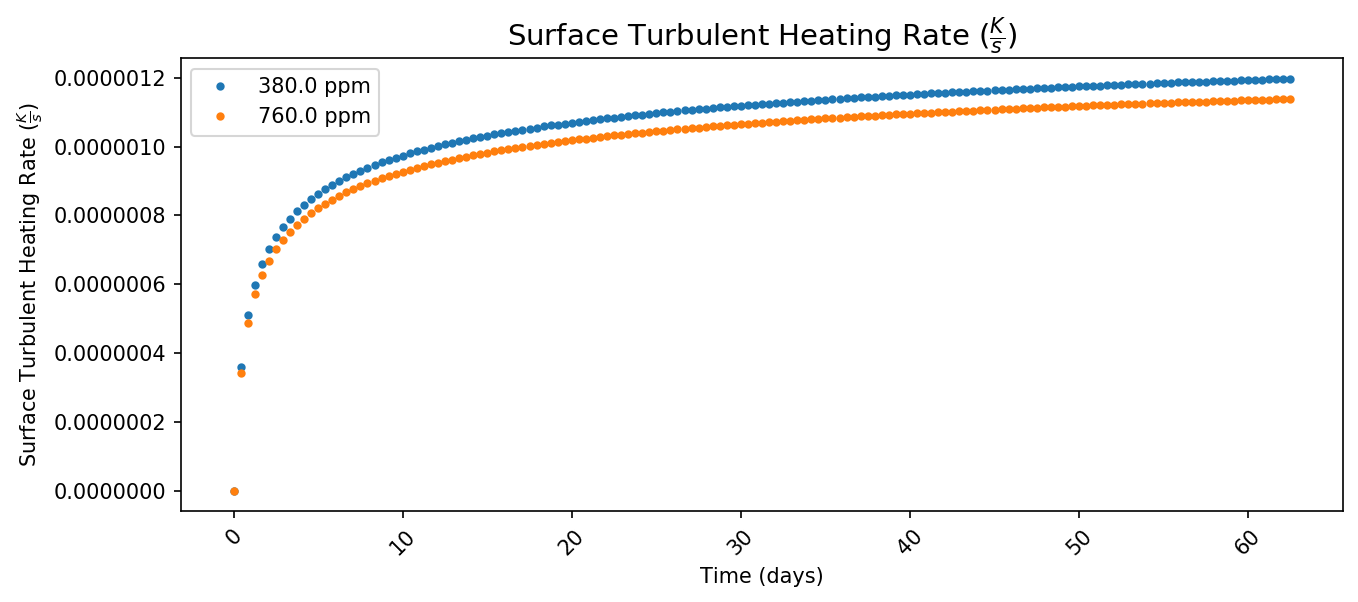 Surface Turbulent Heating Rate (K/s)
380.0 ppm
760.0 ppm
Surface Turbulent Heating Rate (K/s)
0.0000012
0.0000010
0.0000008
0.0000006
0.0000004
0.0000002
0.0000000
0
10
20
30
40
50
60
Time (days)